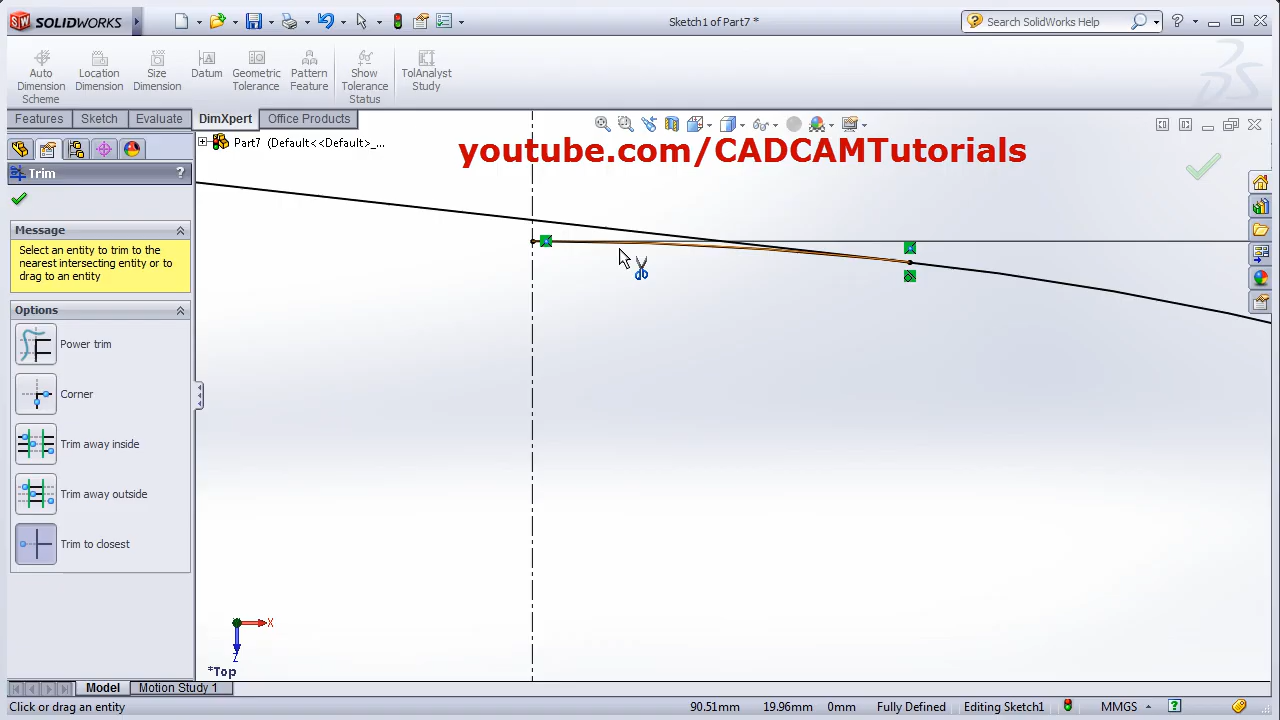 SOLIDWORKS
Sketch1 of Part7 *
Search SolidWorks Help
Auto Dimension Scheme
Location Dimension
Size Dimension
Datum
Geometric Tolerance
Pattern Feature
Show Tolerance Status
TolAnalyst Study
Features
Sketch
Evaluate
DimXpert
Office Products
Part7 (Default<<Default>_...
youtube.com/CADCAMTutorials
Trim
?
Message
Select an entity to trim to the
nearest intersecting entity or to
drag to an entity
Options
Power trim
Corner
Trim away inside
Trim away outside
Trim to closest
X
Z
*Top
Model
Motion Study 1
Click or drag an entity
90.51mm
19.96mm
0mm
Fully Defined
Editing Sketch1
MMGS